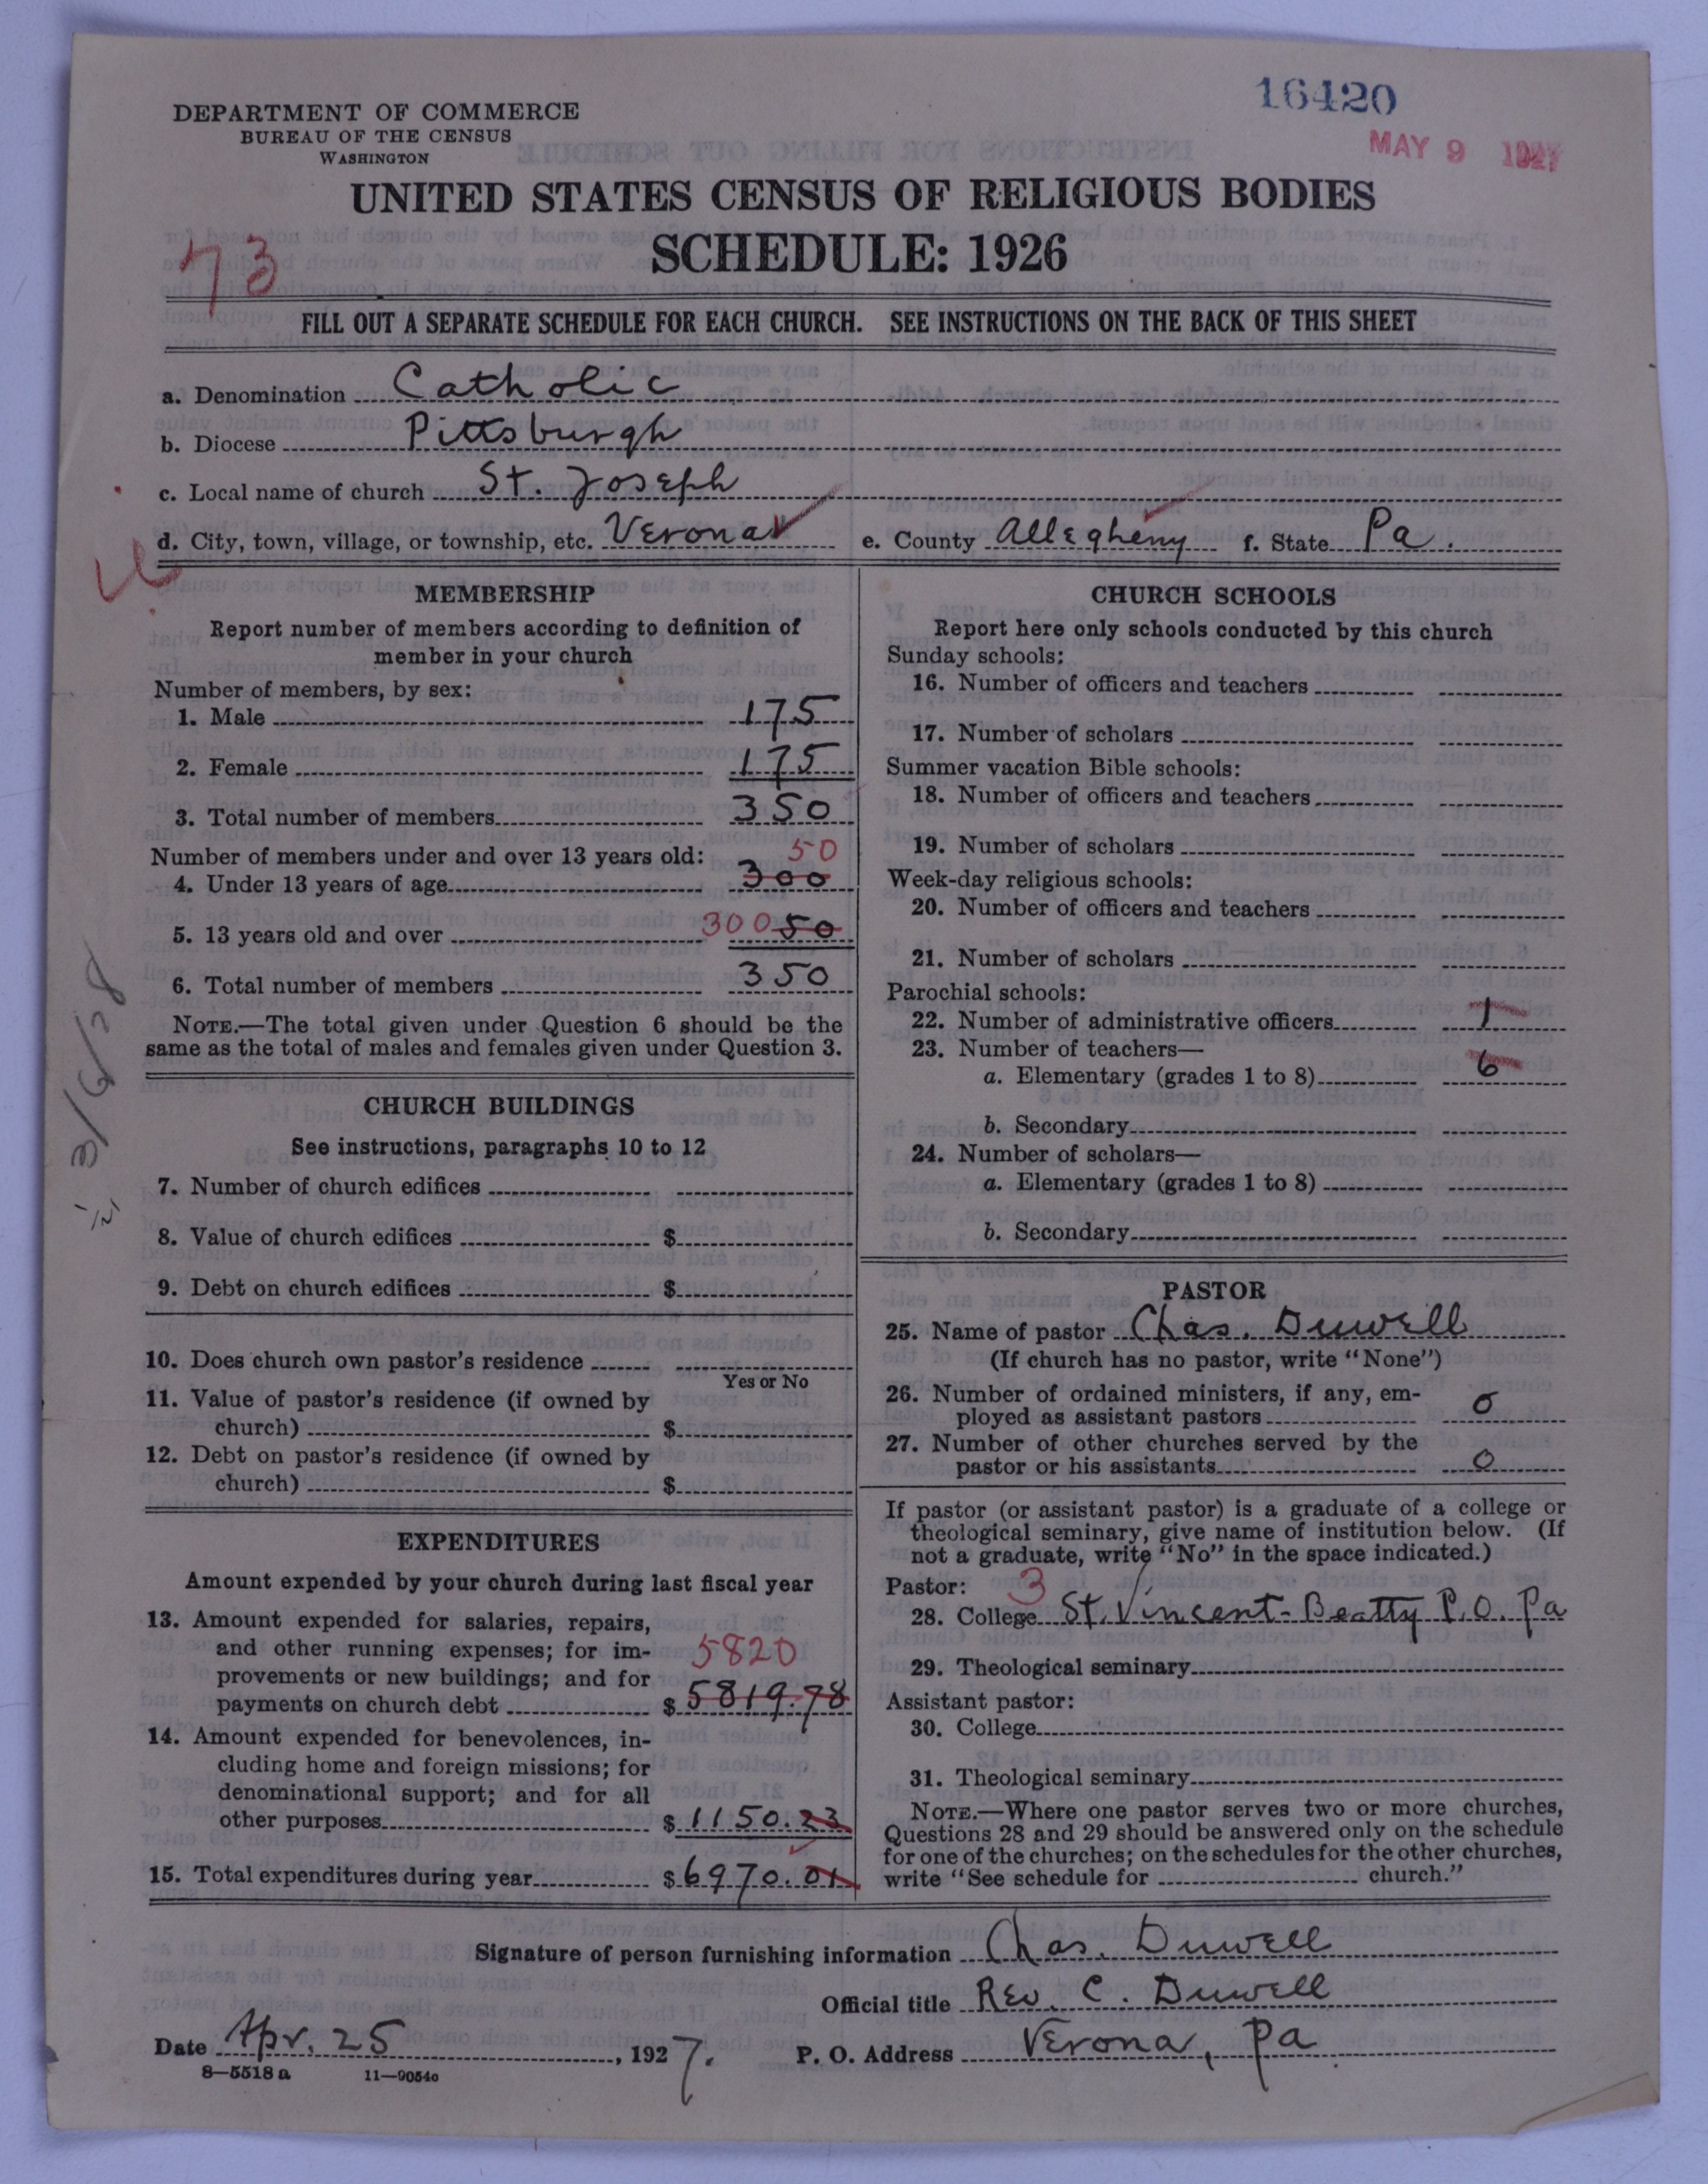 16420
MAY 9 1927
DEPARTMENT OF COMMERCE
BUREAU OF THE CENSUS
WASHINGTON
UNITED STATES CENSUS OF RELIGIOUS BODIES
SCHEDULE: 1926
73
FILL OUT A SEPARATE SCHEDULE FOR EACH CHURCH. SEE INSTRUCTIONS ON THE BACK OF THIS SHEET
a. Denomination Catholic
b. Diocese Pittsburgh
c. Local name of church St. Joseph
d. City, town, village, or township, etc. Verona e. County Allegheny f. State Pa.
MEMBERSHIP
Report number of members according to definition of
member in your church
Number of members, by sex:
1. Male 175
2. Female 175
3. Total number of members 350
Number of members under and over 13 years old: 50
4. Under 13 years of age 300
5. 13 years old and over 300 50
6. Total number of members 350
NOTE.—The total given under Question 6 should be the
same as the total of males and females given under Question 3.
3/6/28
CHURCH BUILDINGS
See instructions, paragraphs 10 to 12
7. Number of church edifices
8. Value of church edifices $
9. Debt on church edifices $
10. Does church own pastor's residence
Yes or No
11. Value of pastor's residence (if owned by
church) $
12. Debt on pastor's residence (if owned by
church) $
EXPENDITURES
Amount expended by your church during last fiscal year
13. Amount expended for salaries, repairs,
and other running expenses; for im-
5820
provements or new buildings; and for
payments on church debt $ 5819.78
14. Amount expended for benevolences, in-
cluding home and foreign missions; for
denominational support; and for all
other purposes $ 1150.23
15. Total expenditures during year $ 6970.01
CHURCH SCHOOLS
Report here only schools conducted by this church
Sunday schools:
16. Number of officers and teachers
17. Number of scholars
Summer vacation Bible schools:
18. Number of officers and teachers
19. Number of scholars
Week-day religious schools:
20. Number of officers and teachers
21. Number of scholars
Parochial schools:
22. Number of administrative officers 1
23. Number of teachers—
a. Elementary (grades 1 to 8) 6
b. Secondary
24. Number of scholars—
a. Elementary (grades 1 to 8)
b. Secondary
PASTOR
25. Name of pastor Chas. Duwell
(If church has no pastor, write "None")
26. Number of ordained ministers, if any, em-
ployed as assistant pastors 0
27. Number of other churches served by the
pastor or his assistants 0
If pastor (or assistant pastor) is a graduate of a college or
theological seminary, give name of institution below. (If
not a graduate, write "No" in the space indicated.)
Pastor: 3
28. College St. Vincent - Beatty P.O. Pa
29. Theological seminary
Assistant pastor:
30. College
31. Theological seminary
NOTE.—Where one pastor serves two or more churches,
Questions 28 and 29 should be answered only on the schedule
for one of the churches; on the schedules for the other churches,
write "See schedule for church."
Signature of person furnishing information Chas. Duwell
Official title Rev. C. Duwell
Date Apr. 25, 1927. P. O. Address Verona, Pa
8—5518 a 11—9054c